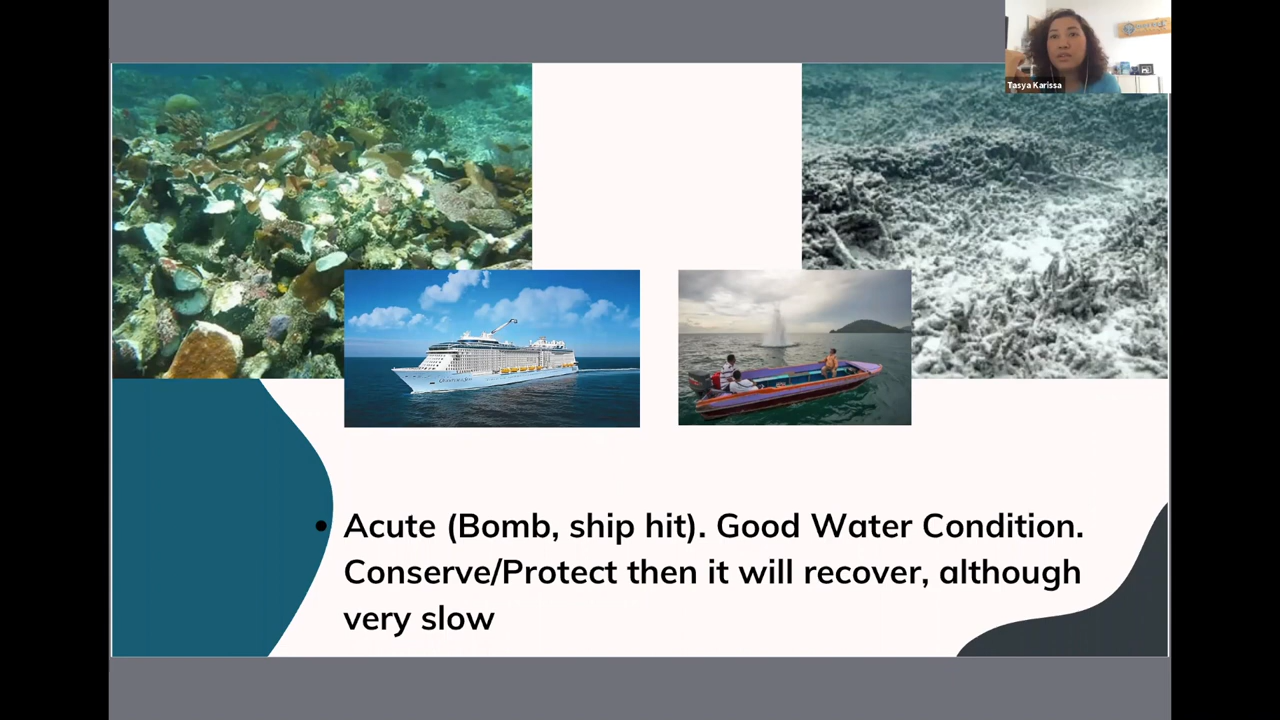 Tasya Karissa
Acute (Bomb, ship hit). Good Water Condition.
Conserve/Protect then it will recover, although
very slow